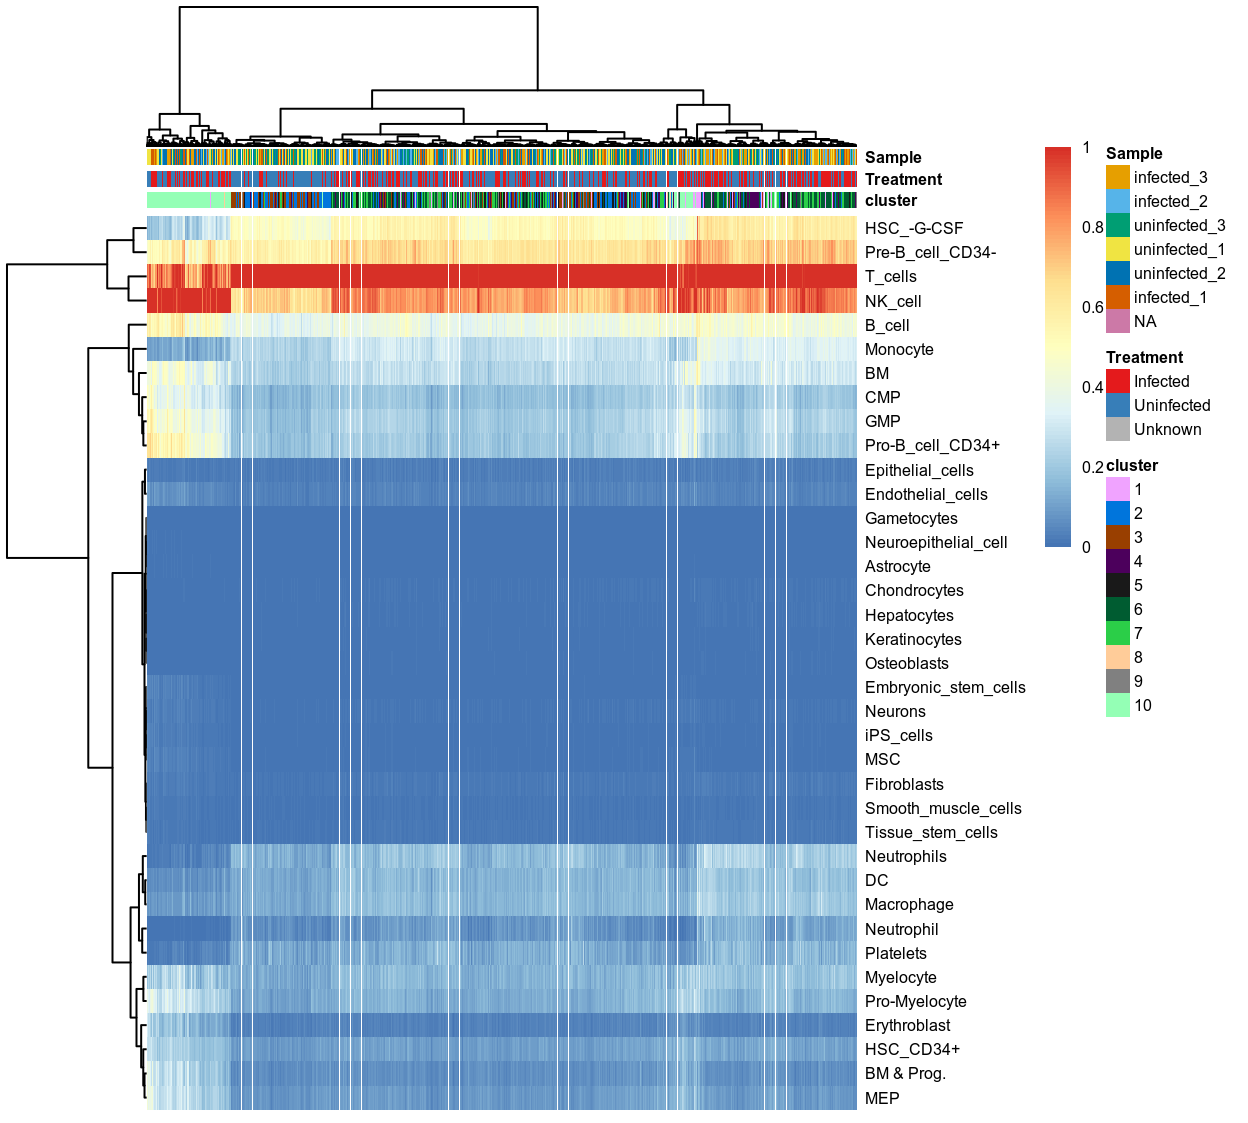 Sample
Treatment
cluster
HSC_-G-CSF
Pre-B_cell_CD34-
T_cells
NK_cell
B_cell
Monocyte
BM
CMP
GMP
Pro-B_cell_CD34+
Epithelial_cells
Endothelial_cells
Gametocytes
Neuroepithelial_cell
Astrocyte
Chondrocytes
Hepatocytes
Keratinocytes
Osteoblasts
Embryonic_stem_cells
Neurons
iPS_cells
MSC
Fibroblasts
Smooth_muscle_cells
Tissue_stem_cells
Neutrophils
DC
Macrophage
Neutrophil
Platelets
Myelocyte
Pro-Myelocyte
Erythroblast
HSC_CD34+
BM & Prog.
MEP
1
0.8
0.6
0.4
0.2
0
Sample
infected_3
infected_2
uninfected_3
uninfected_1
uninfected_2
infected_1
NA
Treatment
Infected
Uninfected
Unknown
cluster
1
2
3
4
5
6
7
8
9
10